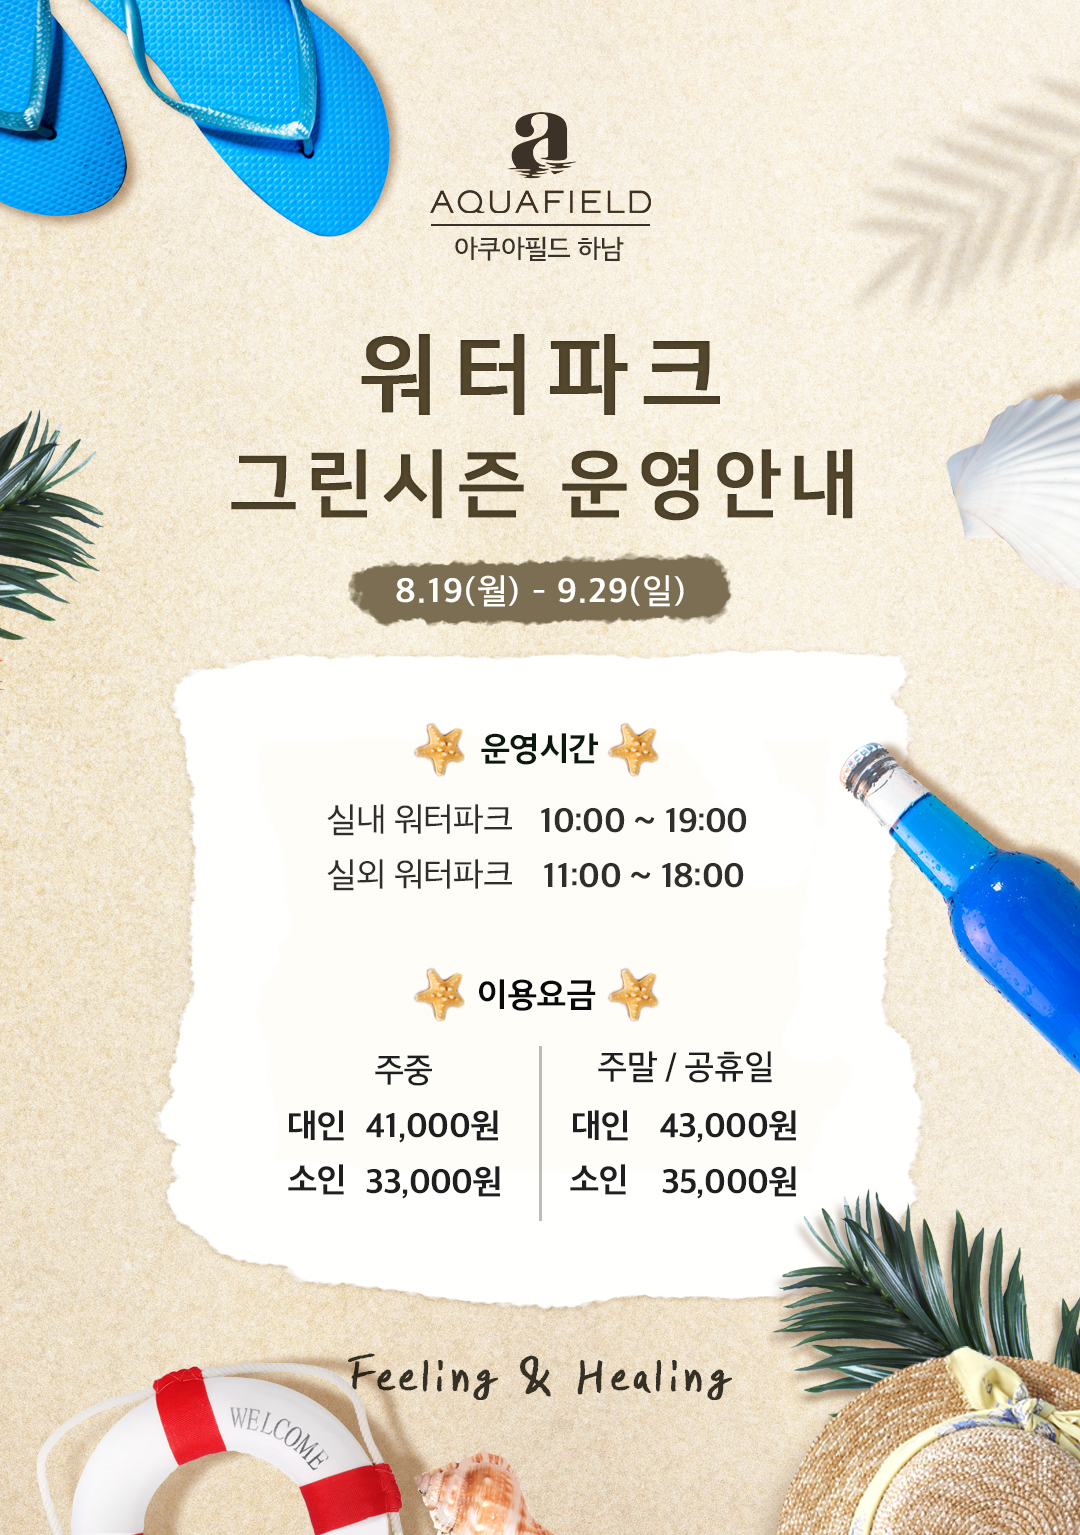 a
AQUAFIELD
아쿠아필드 하남
워터파크
그린시즌 운영안내
8.19(월) - 9.29(일)
운영시간
실내 워터파크 10:00 ~ 19:00
실외 워터파크 11:00 ~ 18:00
이용요금
주중
대인 41,000원
소인 33,000원
주말 / 공휴일
대인 43,000원
소인 35,000원
Feeling & Healing
WELCOME